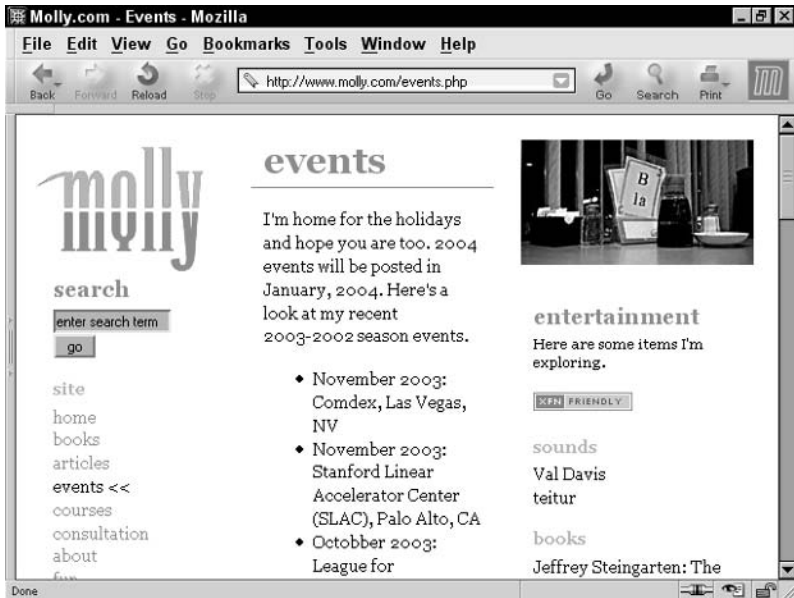 Molly.com - Events - Mozilla
File Edit View Go Bookmarks Tools Window Help
Back Forward Reload Stop
http://www.molly.com/events.php
Go Search Print
molly
search
enter search term
go
site
home
books
articles
events <<
courses
consultation
about
fun
events
I'm home for the holidays
and hope you are too. 2004
events will be posted in
January, 2004. Here's a
look at my recent
2003-2002 season events.
November 2003:
Comdex, Las Vegas,
NV
November 2003:
Stanford Linear
Accelerator Center
(SLAC), Palo Alto, CA
Octobber 2003:
League for
B
la
entertainment
Here are some items I'm
exploring.
XFN FRIENDLY
sounds
Val Davis
teitur
books
Jeffrey Steingarten: The
Done